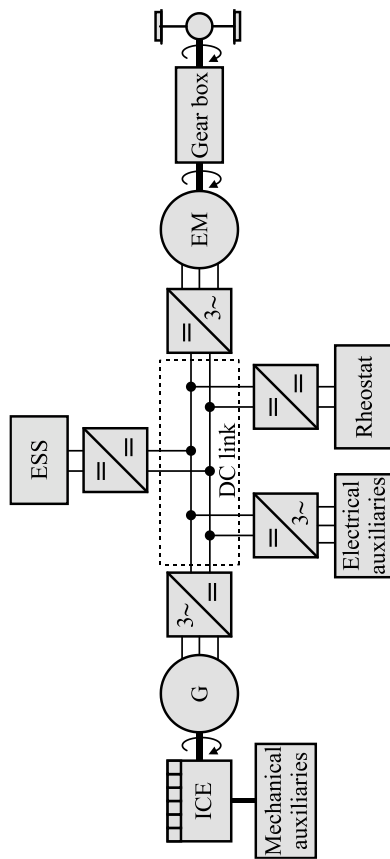 Gear box
EM
=
3~
ESS
=
=
DC link
=
=
Rheostat
=
3~
Electrical
auxiliaries
3~
=
G
ICE
Mechanical
auxiliaries